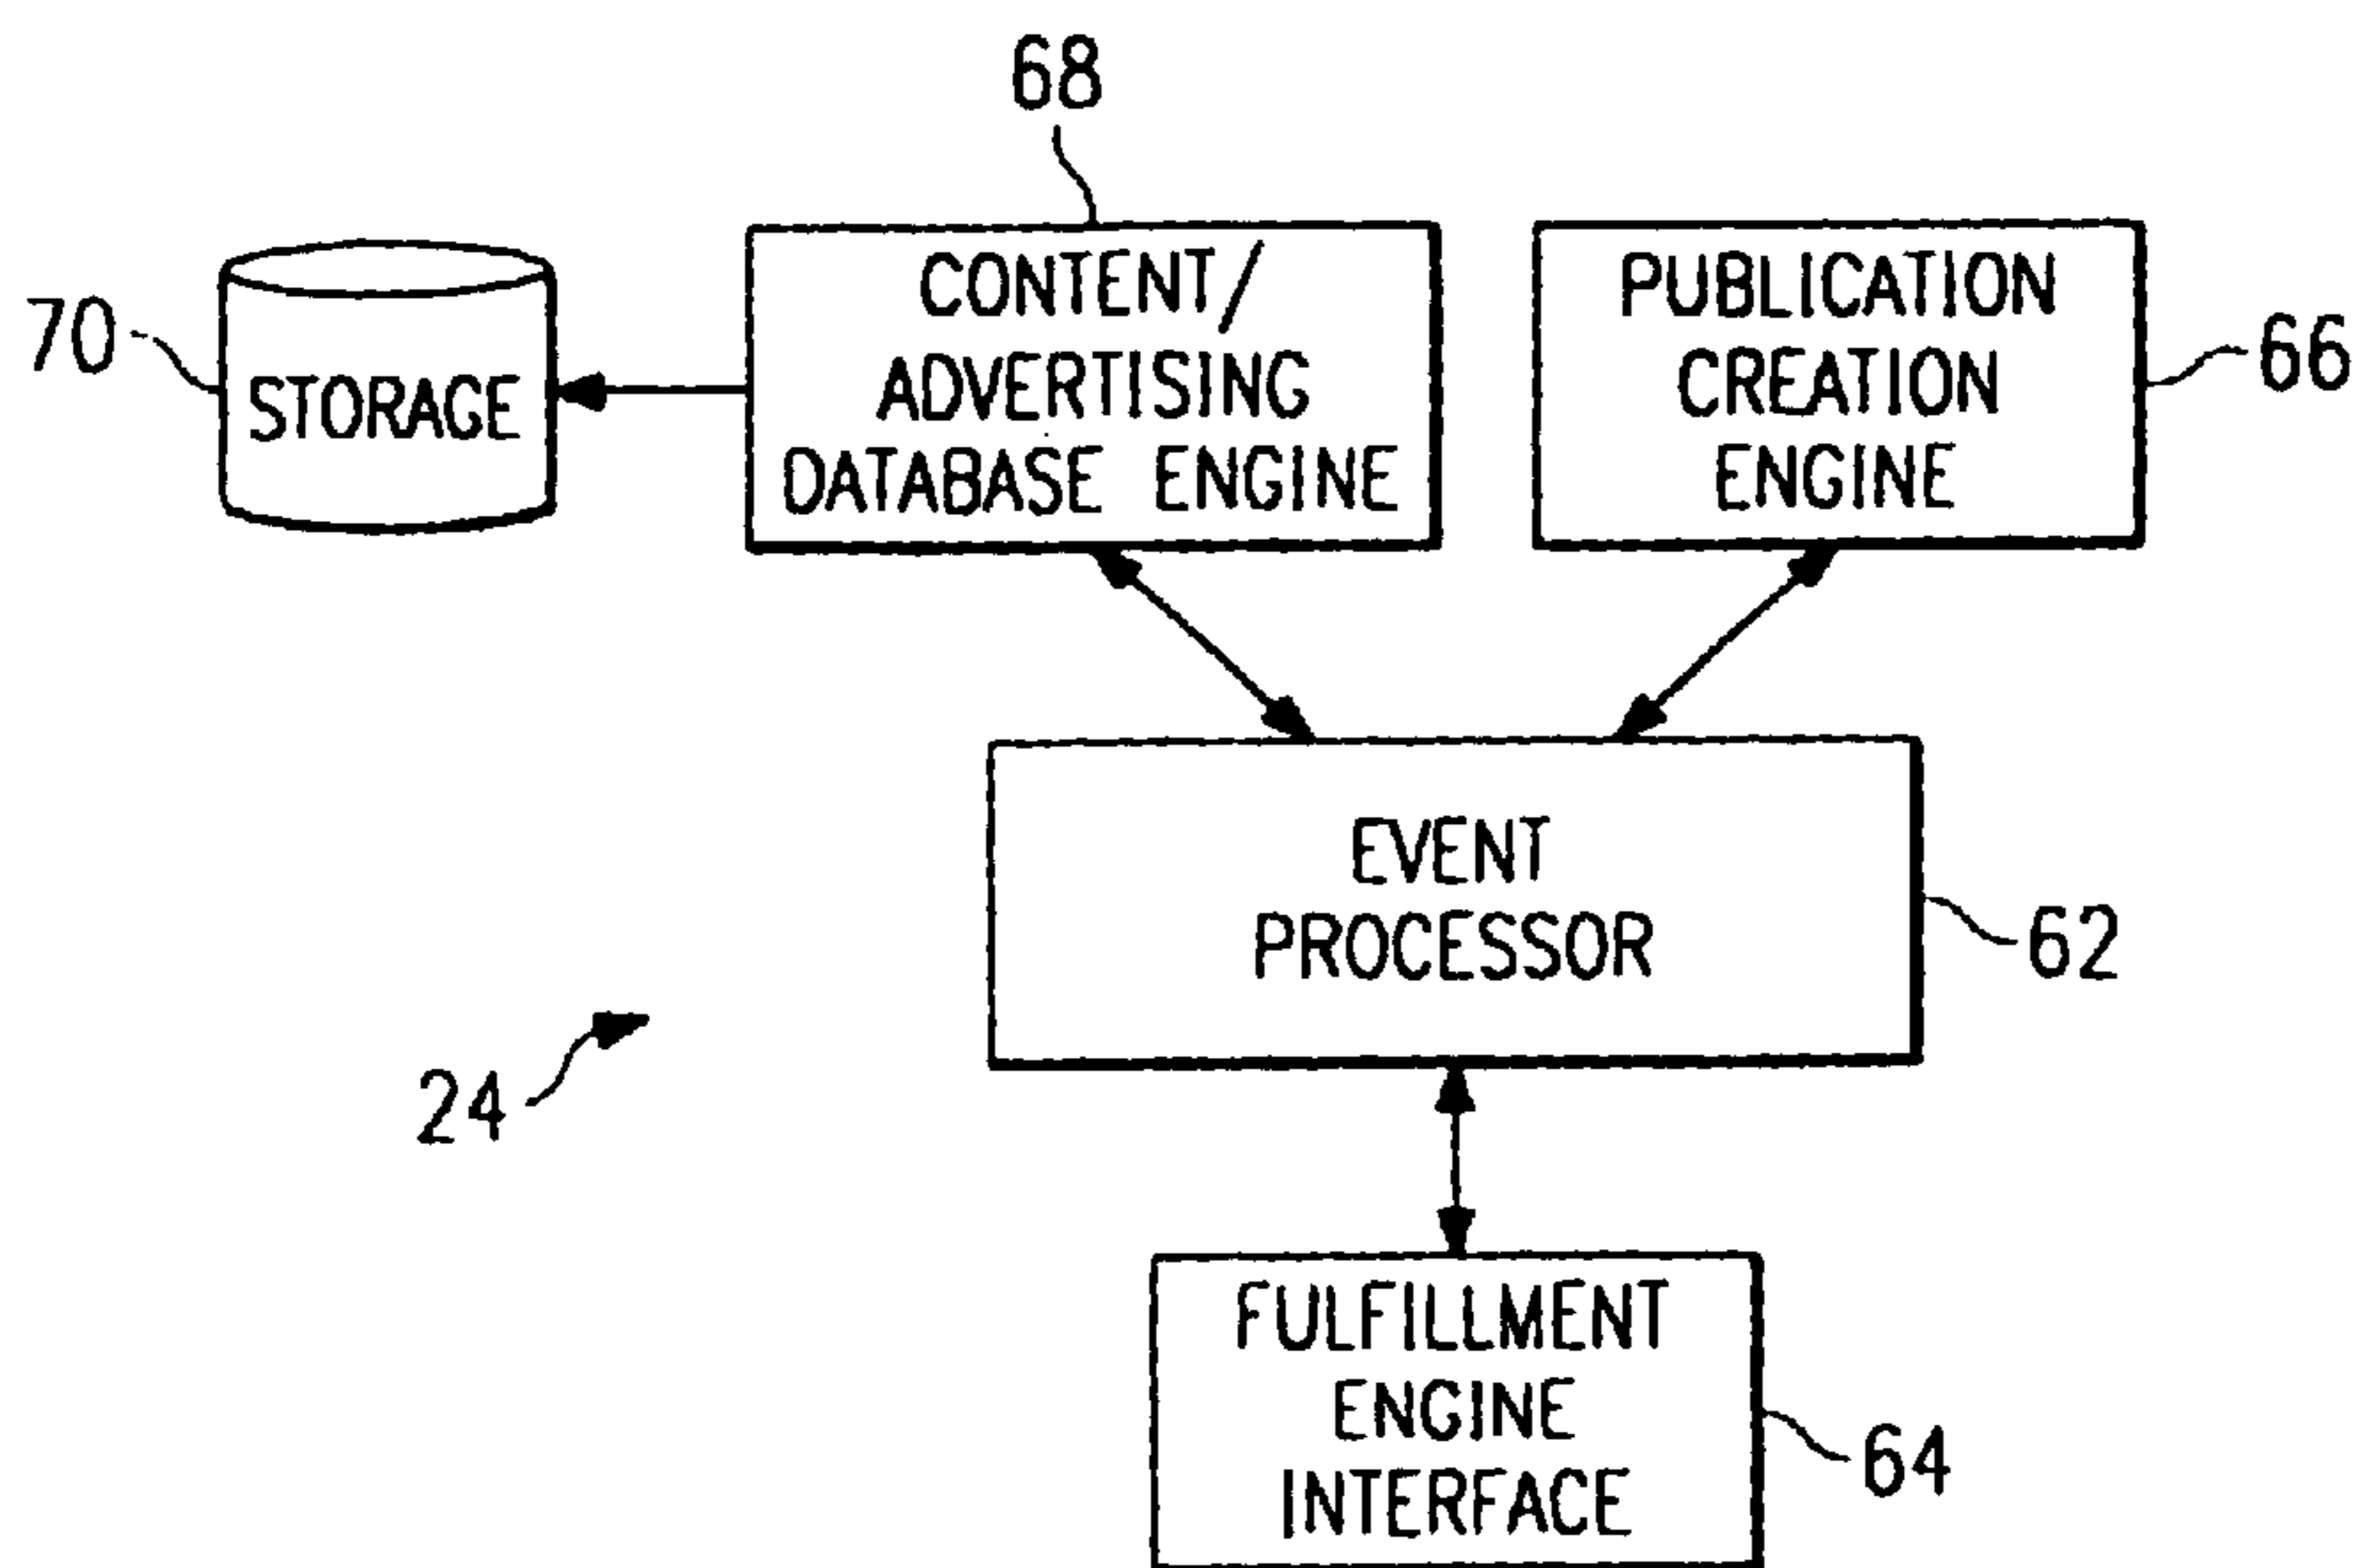 68
CONTENT/
ADVERTISING
DATABASE ENGINE
PUBLICATION
CREATION
ENGINE
66
70
STORAGE
EVENT
PROCESSOR
62
24
FULFILLMENT
ENGINE
INTERFACE
64